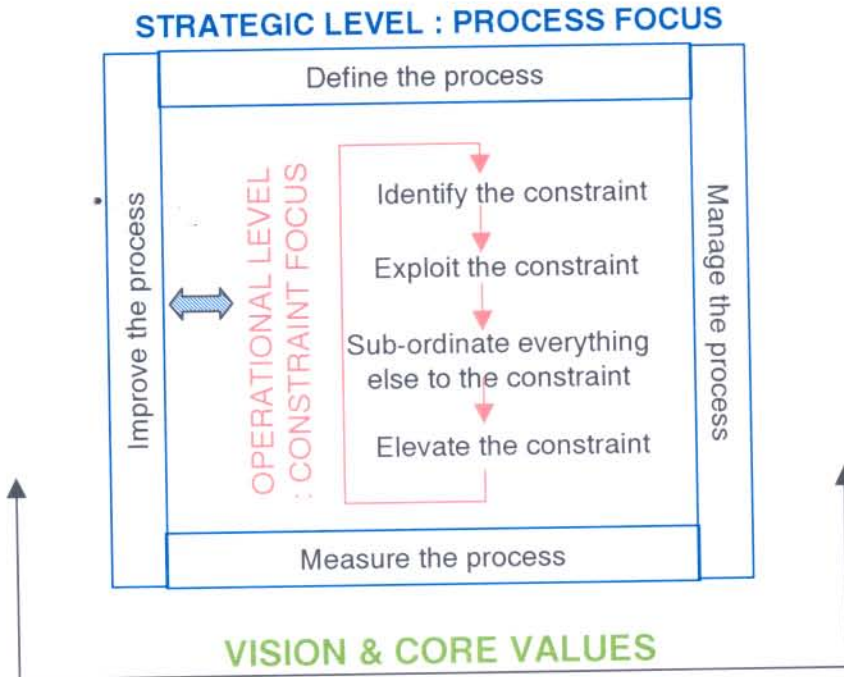 STRATEGIC LEVEL : PROCESS FOCUS
Define the process
Improve the process
OPERATIONAL LEVEL
: CONSTRAINT FOCUS
Identify the constraint
Exploit the constraint
Sub-ordinate everything
else to the constraint
Elevate the constraint
Manage the process
Measure the process
VISION & CORE VALUES